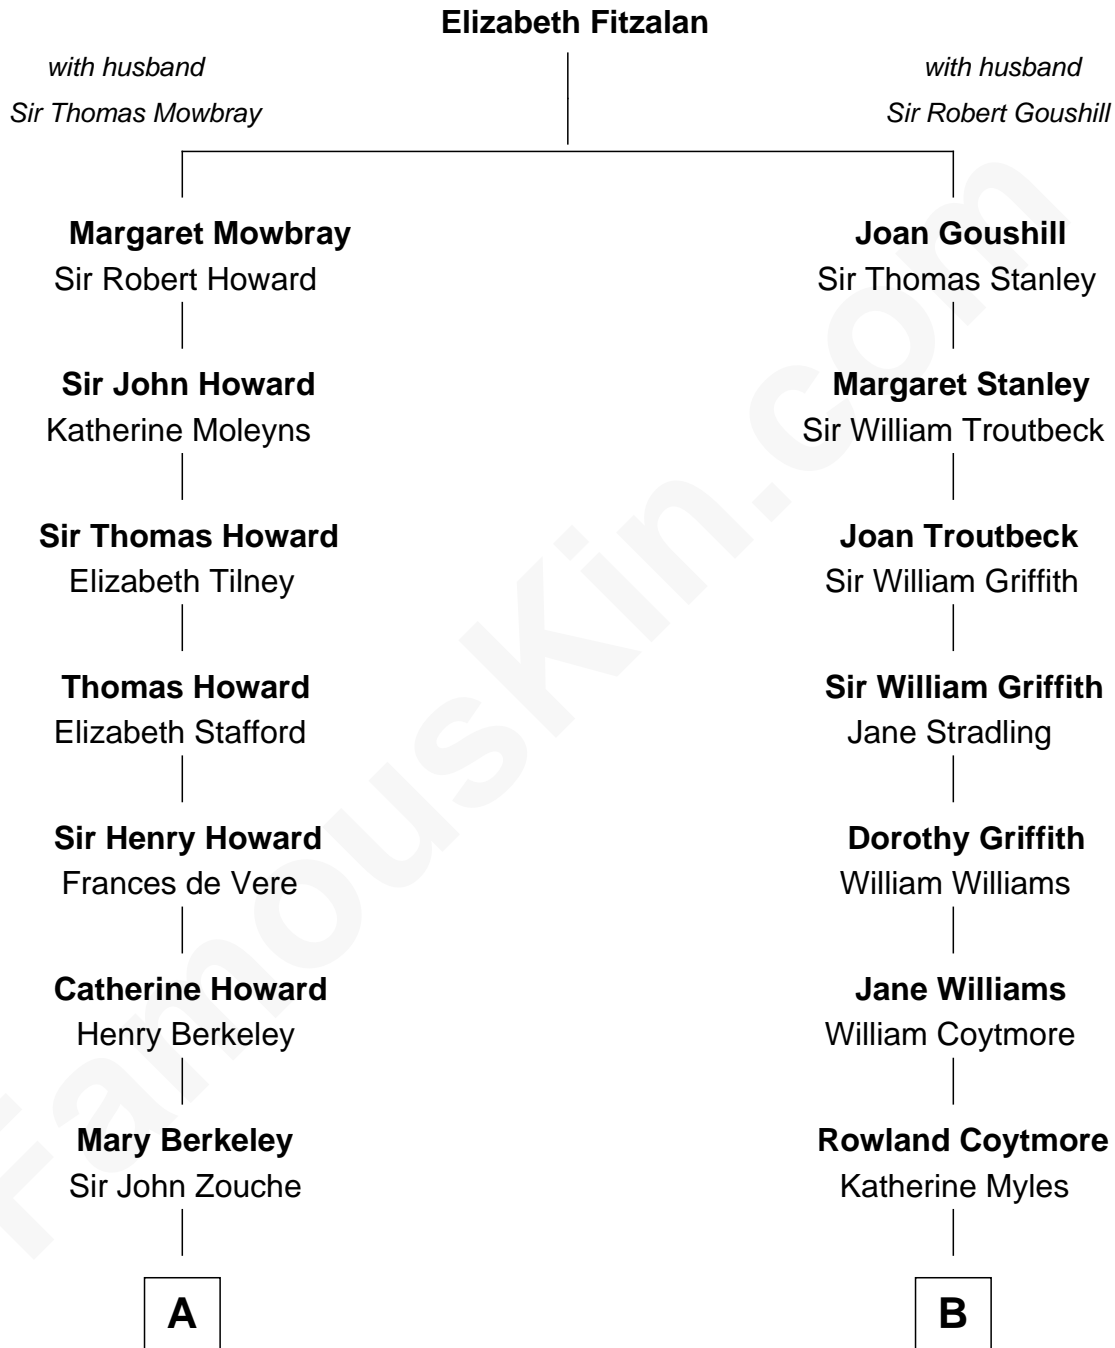 Elizabeth Fitzalan
with husband
Sir Thomas Mowbray
with husband
Sir Robert Goushill
Margaret Mowbray
Sir Robert Howard
Joan Goushill
Sir Thomas Stanley
Sir John Howard
Katherine Moleyns
Margaret Stanley
Sir William Troutbeck
Sir Thomas Howard
Elizabeth Tilney
Joan Troutbeck
Sir William Griffith
Thomas Howard
Elizabeth Stafford
Sir William Griffith
Jane Stradling
Sir Henry Howard
Frances de Vere
Dorothy Griffith
William Williams
Catherine Howard
Henry Berkeley
Jane Williams
William Coytmore
Mary Berkeley
Sir John Zouche
Rowland Coytmore
Katherine Myles
A
B
FamousKin.com